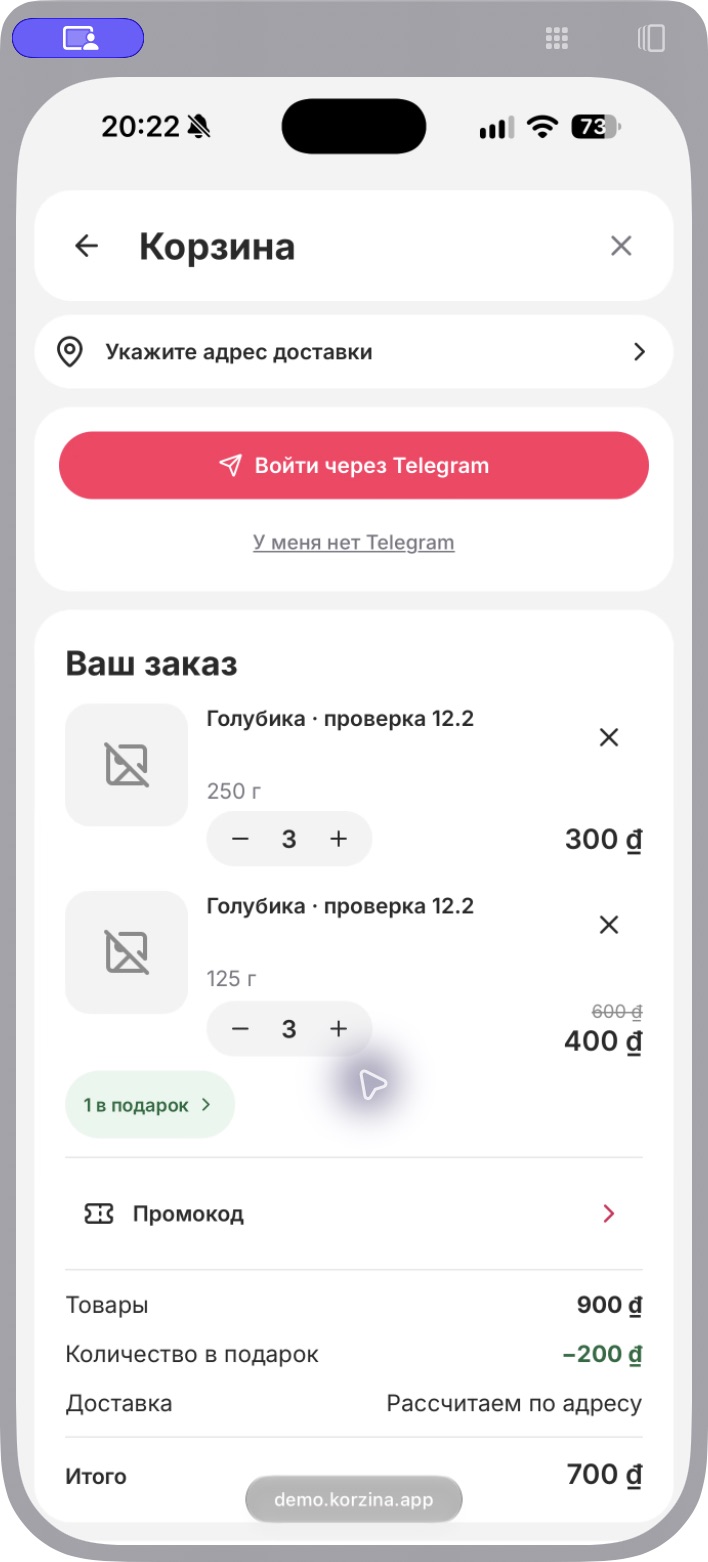 20:22
73
Корзина
Укажите адрес доставки
Войти через Telegram
У меня нет Telegram
Ваш заказ
Голубика · проверка 12.2
250 г
3
300 ₫
Голубика · проверка 12.2
125 г
600 ₫
3
400 ₫
1 в подарок
Промокод
Товары 900 ₫
Количество в подарок −200 ₫
Доставка Рассчитаем по адресу
Итого 700 ₫
demo.korzina.app